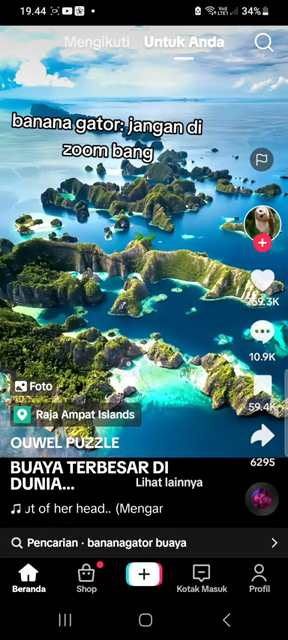 19.44
34%
Mengikuti Untuk Anda
banana gator: jangan di
zoom bang
10.9K
Foto
59.4K
Raja Ampat Islands
OUWEL PUZZLE
6295
BUAYA TERBESAR DI
DUNIA...
Lihat lainnya
ut of her head.. (Mengar
Pencarian · bananagator buaya
Beranda
Shop
Kotak Masuk
Profil